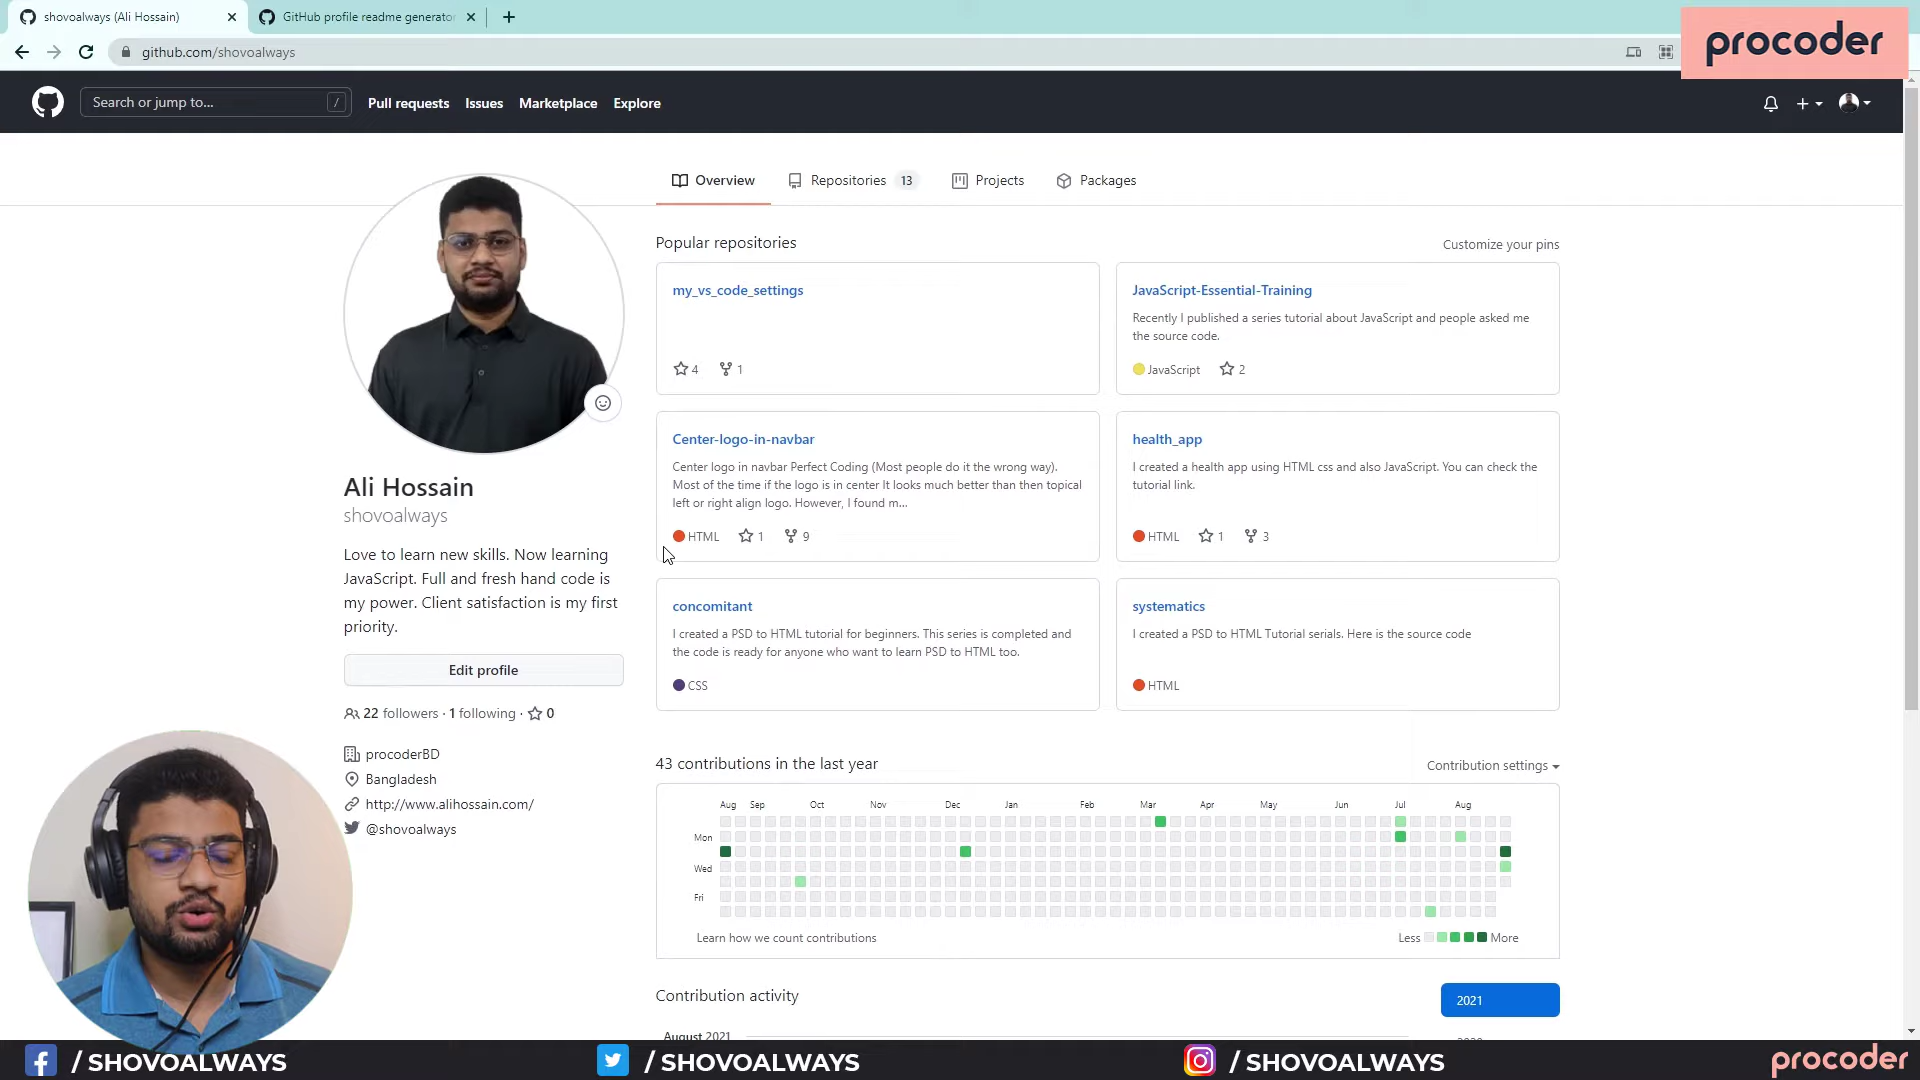 shovoalways (Ali Hossain)
GitHub profile readme generator
procoder
github.com/shovoalways
Search or jump to...
/
Pull requests
Issues
Marketplace
Explore
Overview
Repositories 13
Projects
Packages
Popular repositories
Customize your pins
my_vs_code_settings
4
1
JavaScript-Essential-Training
Recently I published a series tutorial about JavaScript and people asked me
the source code.
JavaScript
2
Center-logo-in-navbar
Center logo in navbar Perfect Coding (Most people do it the wrong way).
Most of the time if the logo is in center It looks much better than then topical
left or right align logo. However, I found m...
HTML
1
9
health_app
I created a health app using HTML css and also JavaScript. You can check the
tutorial link.
HTML
1
3
concomitant
I created a PSD to HTML tutorial for beginners. This series is completed and
the code is ready for anyone who want to learn PSD to HTML too.
CSS
systematics
I created a PSD to HTML Tutorial serials. Here is the source code
HTML
Ali Hossain
shovoalways
Love to learn new skills. Now learning
JavaScript. Full and fresh hand code is
my power. Client satisfaction is my first
priority.
Edit profile
22 followers · 1 following · 0
procoderBD
Bangladesh
http://www.alihossain.com/
@shovoalways
43 contributions in the last year
Contribution settings
Aug Sep Oct Nov Dec Jan Feb Mar Apr May Jun Jul Aug
Mon
Wed
Fri
Learn how we count contributions
Less
More
Contribution activity
2021
August 2021
/ SHOVOALWAYS
/ SHOVOALWAYS
/ SHOVOALWAYS
procoder